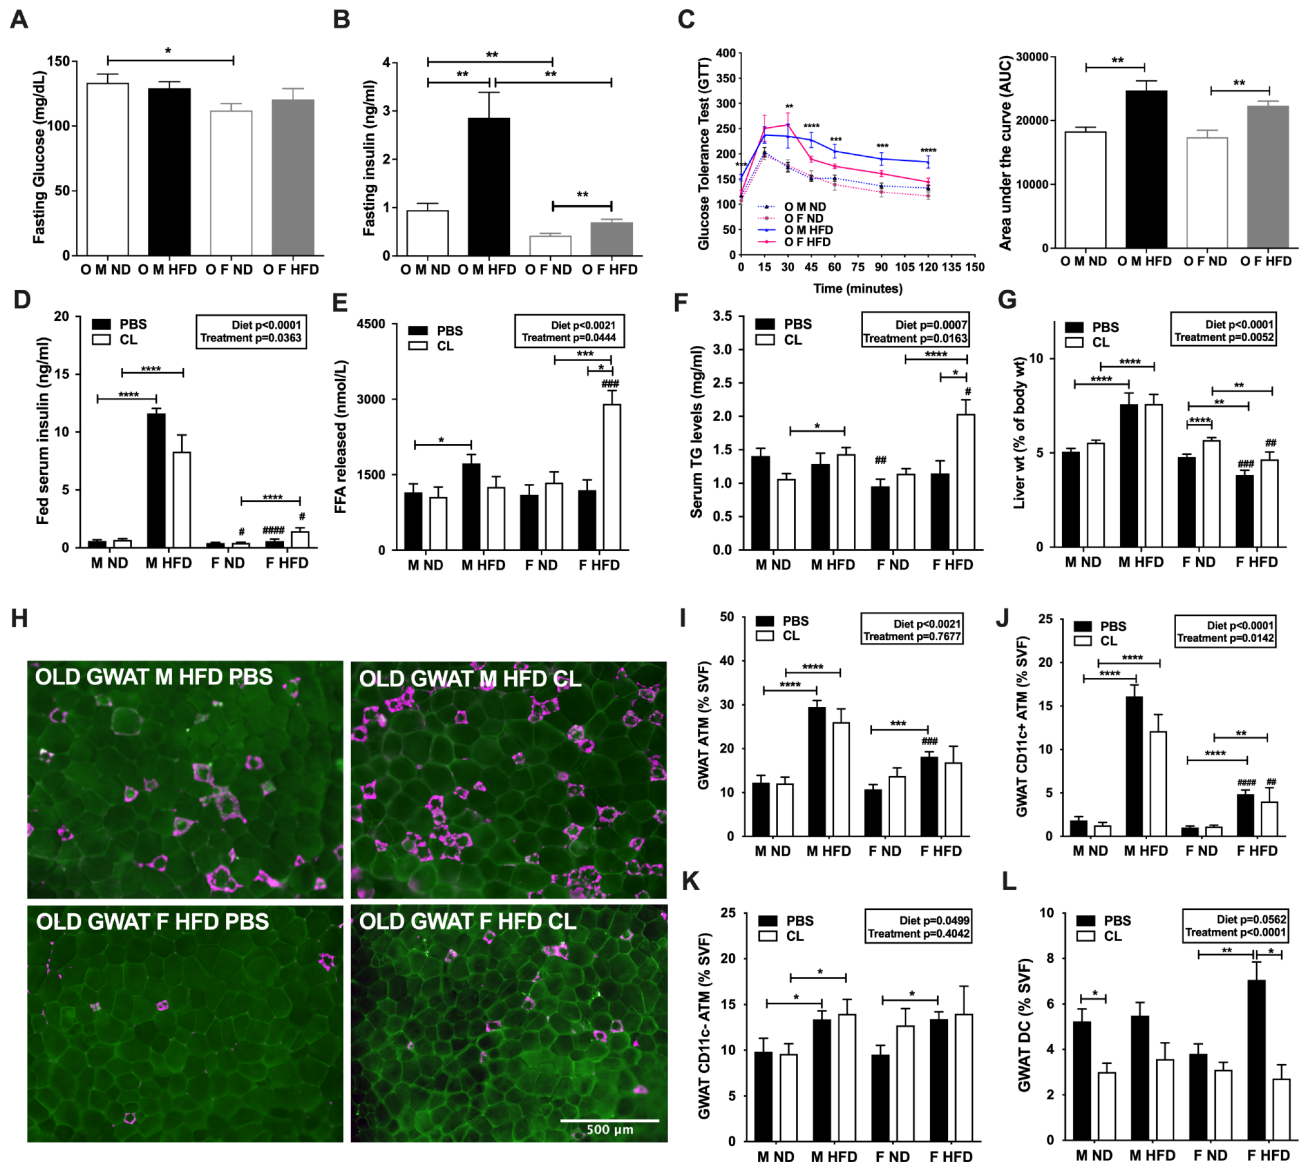 A
Fasting Glucose (mg/dL)
150
100
50
0
*
O M ND
O M HFD
O F ND
O F HFD
B
Fasting insulin (ng/ml)
4
3
2
1
0
**
**
**
**
O M ND
O M HFD
O F ND
O F HFD
C
Glucose Tolerance Test (GTT)
400
350
300
250
200
150
100
50
0
***
**
****
***
***
****
O M ND
O F ND
O M HFD
O F HFD
0 15 30 45 60 75 90 105 120 135 150
Time (minutes)
Area under the curve (AUC)
30000
20000
10000
0
**
**
O M ND
O M HFD
O F ND
O F HFD
D
Fed serum insulin (ng/ml)
20
15
10
5
0
PBS
CL
Diet p<0.0001
Treatment p=0.0363
****
****
****
#
####
#
M ND
M HFD
F ND
F HFD
E
FFA released (nmol/L)
4500
3000
1500
0
PBS
CL
Diet p<0.0021
Treatment p=0.0444
***
*
###
*
M ND
M HFD
F ND
F HFD
F
Serum TG levels (mg/ml)
3.5
3.0
2.5
2.0
1.5
1.0
0.5
0.0
PBS
CL
Diet p=0.0007
Treatment p=0.0163
****
*
#
*
##
M ND
M HFD
F ND
F HFD
G
Liver wt (% of body wt)
10
5
0
PBS
CL
Diet p<0.0001
Treatment p=0.0052
****
****
**
**
****
###
##
M ND
M HFD
F ND
F HFD
H
OLD GWAT M HFD PBS
OLD GWAT M HFD CL
OLD GWAT F HFD PBS
OLD GWAT F HFD CL
500 µm
I
GWAT ATM (% SVF)
50
40
30
20
10
0
PBS
CL
Diet p<0.0021
Treatment p=0.7677
****
****
***
###
M ND
M HFD
F ND
F HFD
J
GWAT CD11c+ ATM (% SVF)
25
20
15
10
5
0
PBS
CL
Diet p<0.0001
Treatment p=0.0142
****
****
**
****
####
##
M ND
M HFD
F ND
F HFD
K
GWAT CD11c- ATM (% SVF)
25
20
15
10
5
0
PBS
CL
Diet p=0.0499
Treatment p=0.4042
*
*
*
M ND
M HFD
F ND
F HFD
L
GWAT DC (% SVF)
10
8
6
4
2
0
PBS
CL
Diet p=0.0562
Treatment p<0.0001
**
*
*
M ND
M HFD
F ND
F HFD